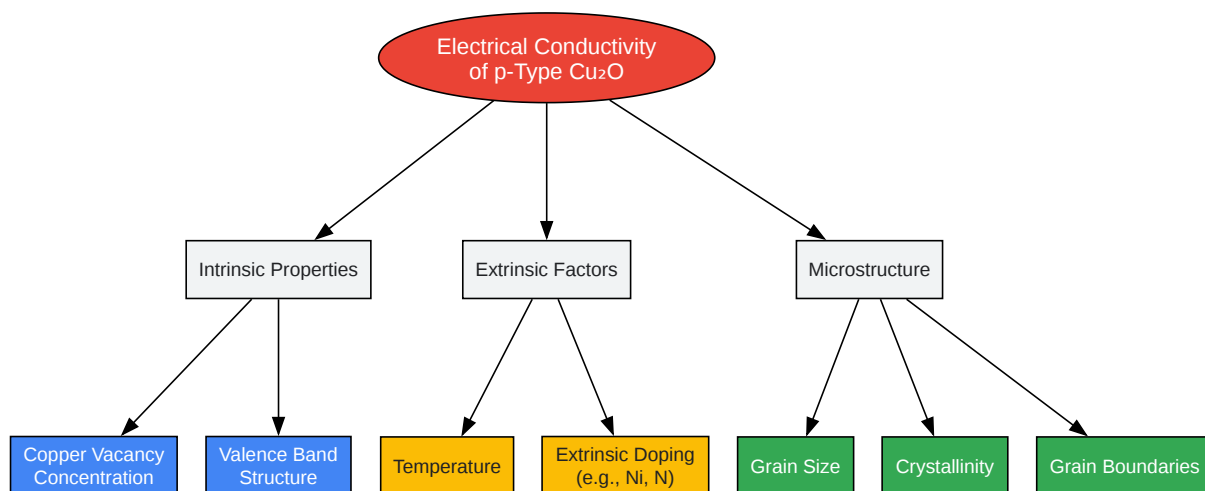 Electrical Conductivity
of p-Type Cu₂O
Intrinsic Properties
Extrinsic Factors
Microstructure
Copper Vacancy
Concentration
Valence Band
Structure
Temperature
Extrinsic Doping
(e.g., Ni, N)
Grain Size
Crystallinity
Grain Boundaries